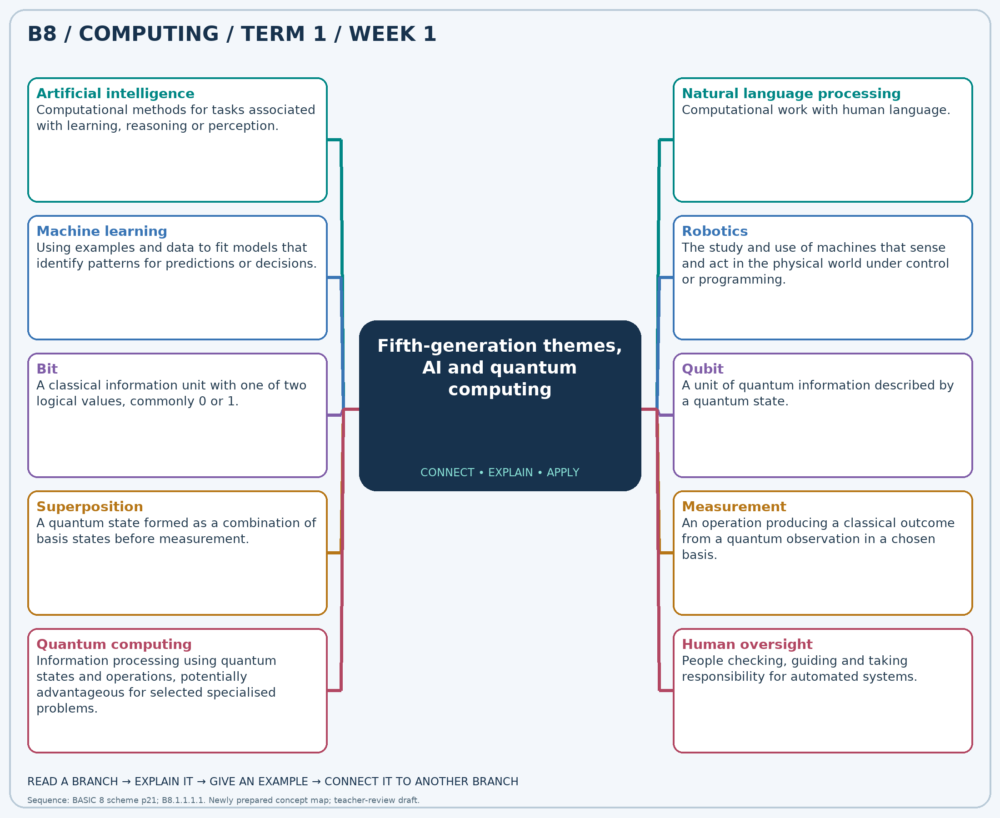 B8 / COMPUTING / TERM 1 / WEEK 1
Artificial intelligence
Computational methods for tasks associated
with learning, reasoning or perception.
Natural language processing
Computational work with human language.
Machine learning
Using examples and data to fit models that
identify patterns for predictions or decisions.
Robotics
The study and use of machines that sense
and act in the physical world under control
or programming.
Fifth-generation themes,
AI and quantum
computing
CONNECT • EXPLAIN • APPLY
Bit
A classical information unit with one of two
logical values, commonly 0 or 1.
Qubit
A unit of quantum information described by
a quantum state.
Superposition
A quantum state formed as a combination of
basis states before measurement.
Measurement
An operation producing a classical outcome
from a quantum observation in a chosen
basis.
Quantum computing
Information processing using quantum
states and operations, potentially
advantageous for selected specialised
problems.
Human oversight
People checking, guiding and taking
responsibility for automated systems.
READ A BRANCH → EXPLAIN IT → GIVE AN EXAMPLE → CONNECT IT TO ANOTHER BRANCH
Sequence: BASIC 8 scheme p21; B8.1.1.1.1. Newly prepared concept map; teacher-review draft.